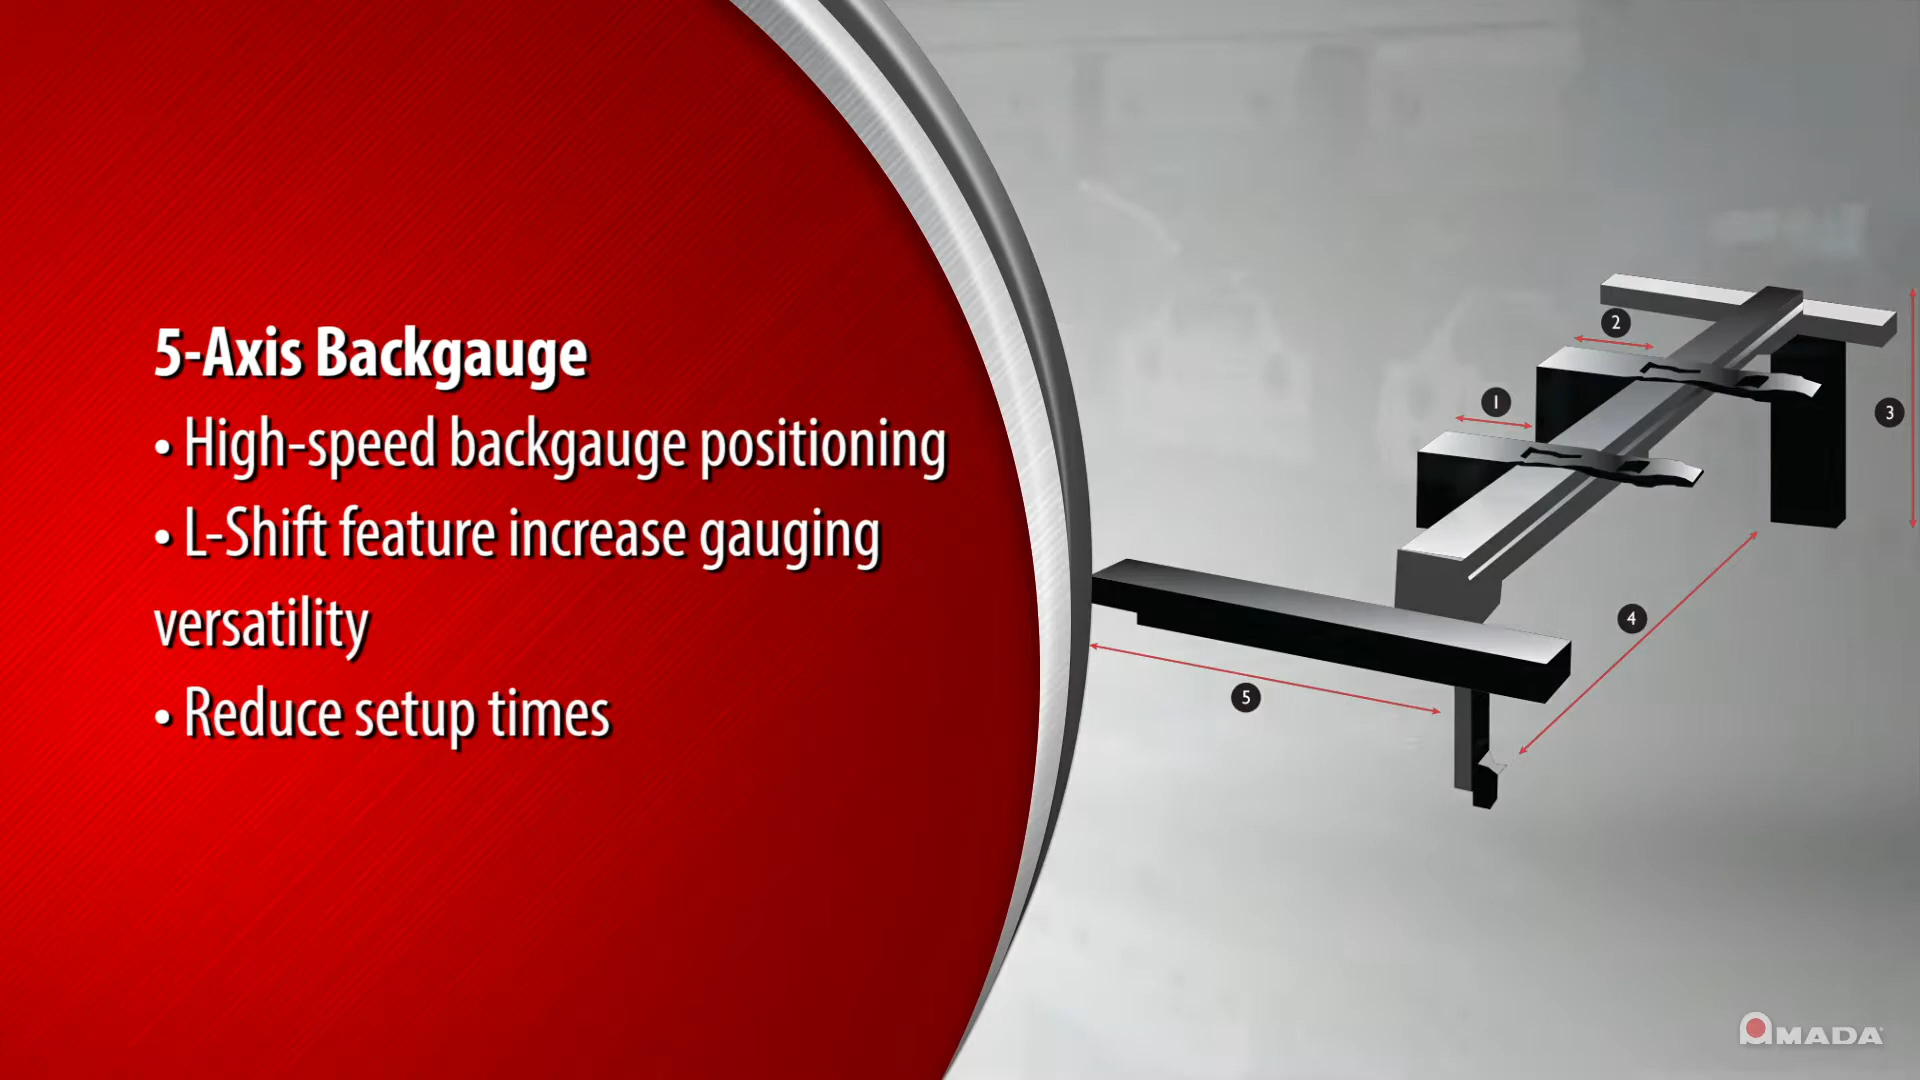 5-Axis Backgauge
• High-speed backgauge positioning
• L-Shift feature increase gauging
versatility
• Reduce setup times
2
1
3
4
5
AMADA